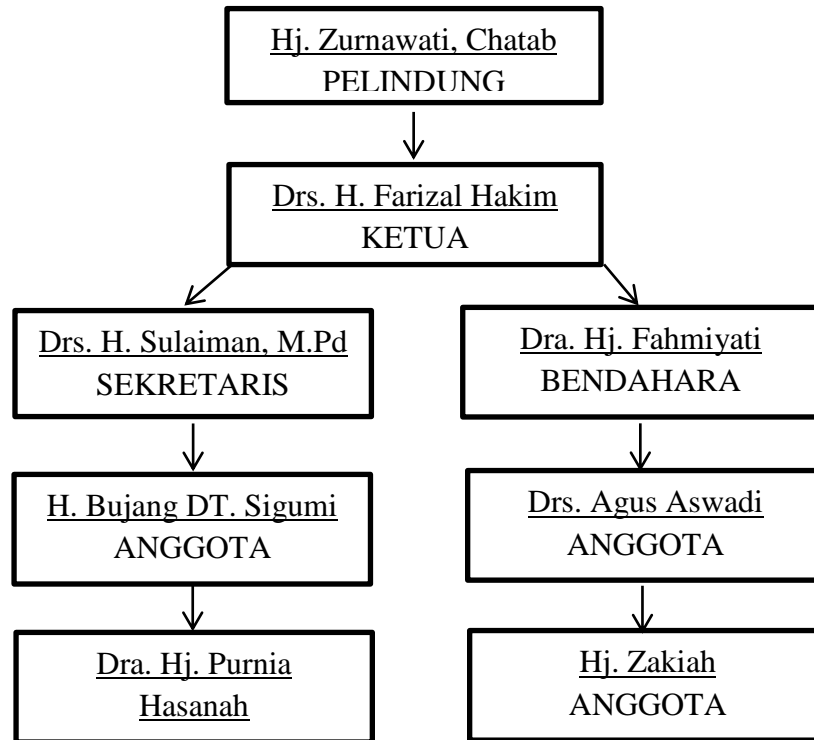 Hj. Zurnawati, Chatab
PELINDUNG
Drs. H. Farizal Hakim
KETUA
Drs. H. Sulaiman, M.Pd
SEKRETARIS
Dra. Hj. Fahmiyati
BENDAHARA
H. Bujang DT. Sigumi
ANGGOTA
Drs. Agus Aswadi
ANGGOTA
Dra. Hj. Purnia
Hasanah
Hj. Zakiah
ANGGOTA